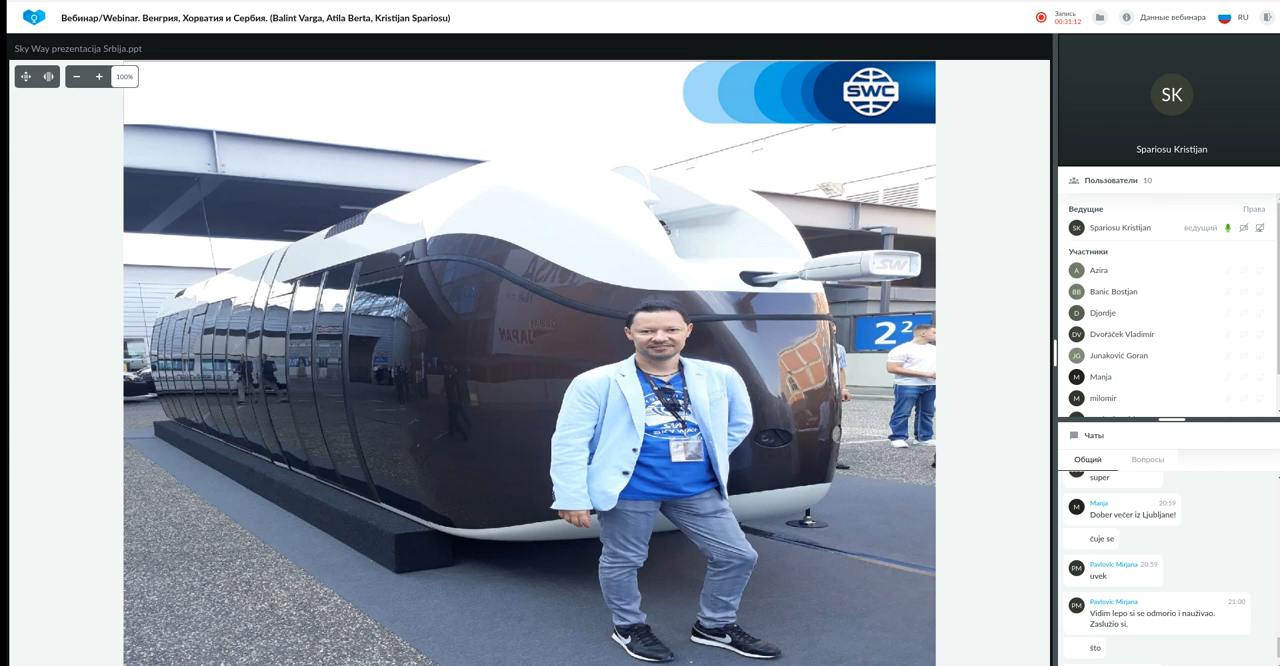 Вебинар/Webinar. Венгрия, Хорватия и Сербия. (Balint Varga, Atila Berta, Kristijan Spariosu)
Запись
00:31:12
Данные вебинара
RU
Sky Way prezentacija Srbija.ppt
100%
SWC
SW
2²
SKY WAY
JAPAN
SK
Spariosu Kristijan
Пользователи 10
Ведущие Права
SK Spariosu Kristijan ведущий
Участники
A Azira
BB Banic Bostjan
D Djordje
DV Dvořáček Vladimír
JG Junaković Goran
M Manja
M milomir
Чаты
Общий Вопросы
super
M Manja 20:59
Dober večer iz Ljubljane!
čuje se
PM Pavlovic Mirjana 20:59
uvek
PM Pavlovic Mirjana 21:00
Vidim lepo si se odmorio i nauživao.
Zaslužio si.
što